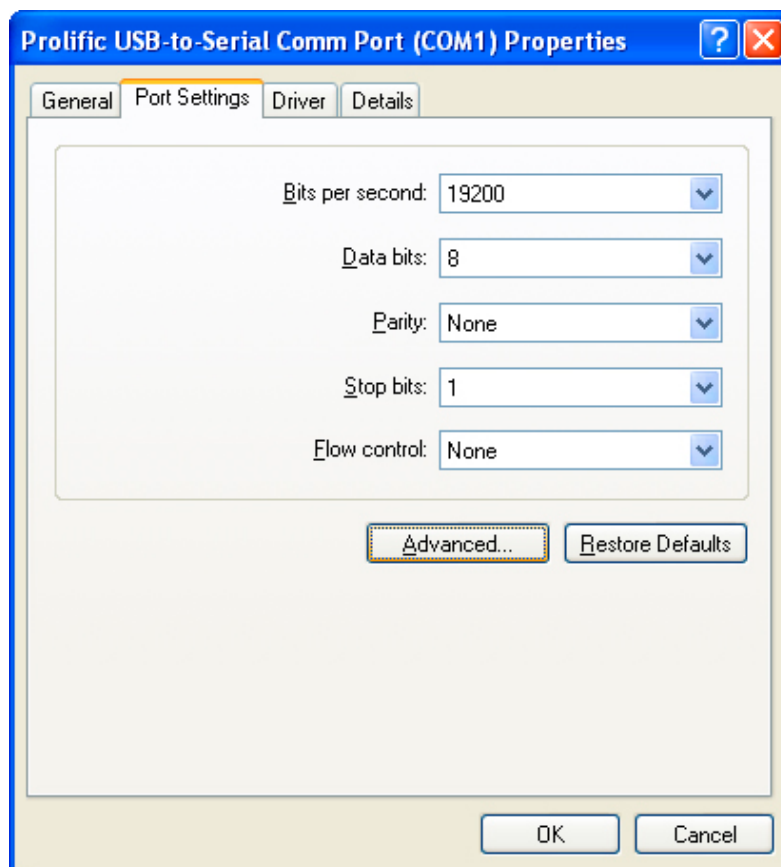 Prolific USB-to-Serial Comm Port (COM1) Properties
General Port Settings Driver Details
Bits per second: 19200
Data bits: 8
Parity: None
Stop bits: 1
Flow control: None
Advanced... Restore Defaults
OK Cancel